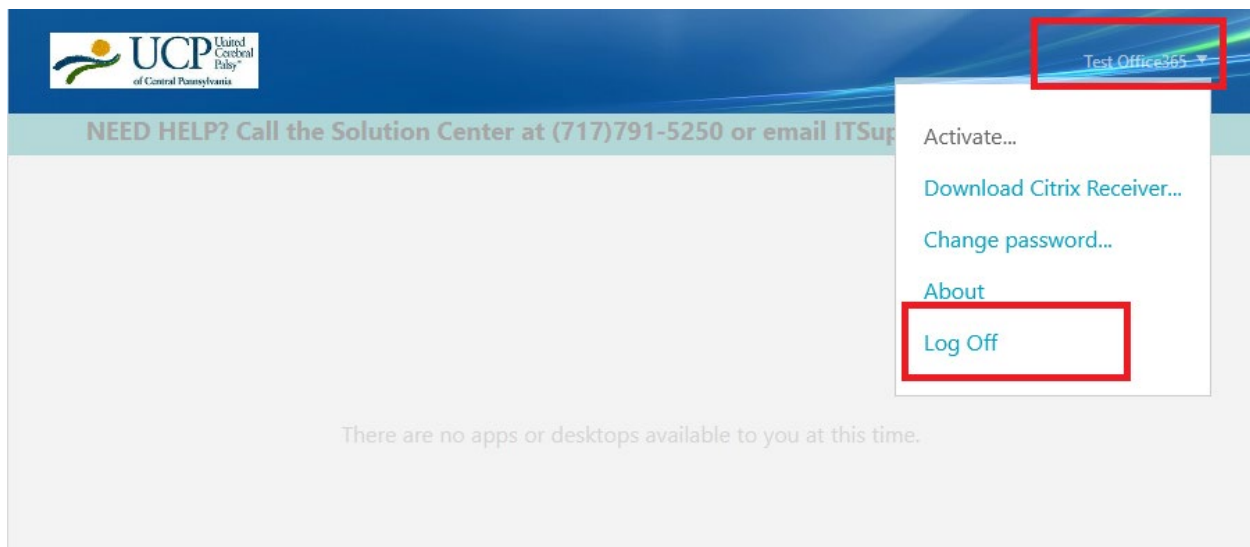 UCP United
Cerebral
Palsy
of Central Pennsylvania
Test Office365
NEED HELP? Call the Solution Center at (717)791-5250 or email ITSup
Activate...
Download Citrix Receiver...
Change password...
About
Log Off
There are no apps or desktops available to you at this time.